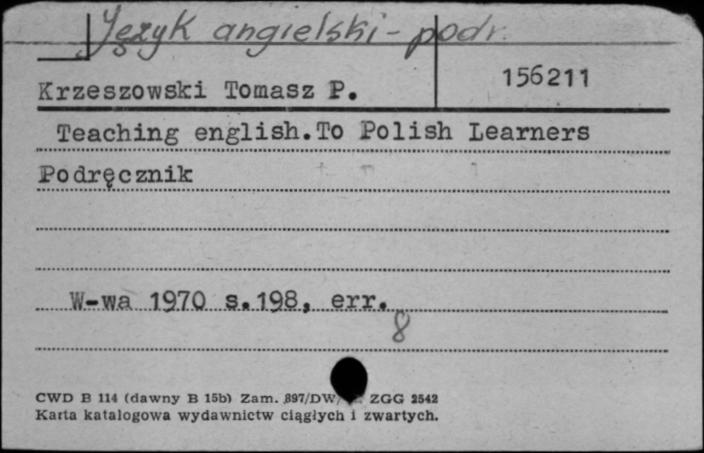 Język angielski - podr.
Krzeszowski Tomasz P.
156211
Teaching english.To Polish Learners
Podręcznik
W-wa 1970 s.198, err.
8
CWD B 114 (dawny B 15b) Zam. 897/DW/ ZGG 2542
Karta katalogowa wydawnictw ciągłych i zwartych.